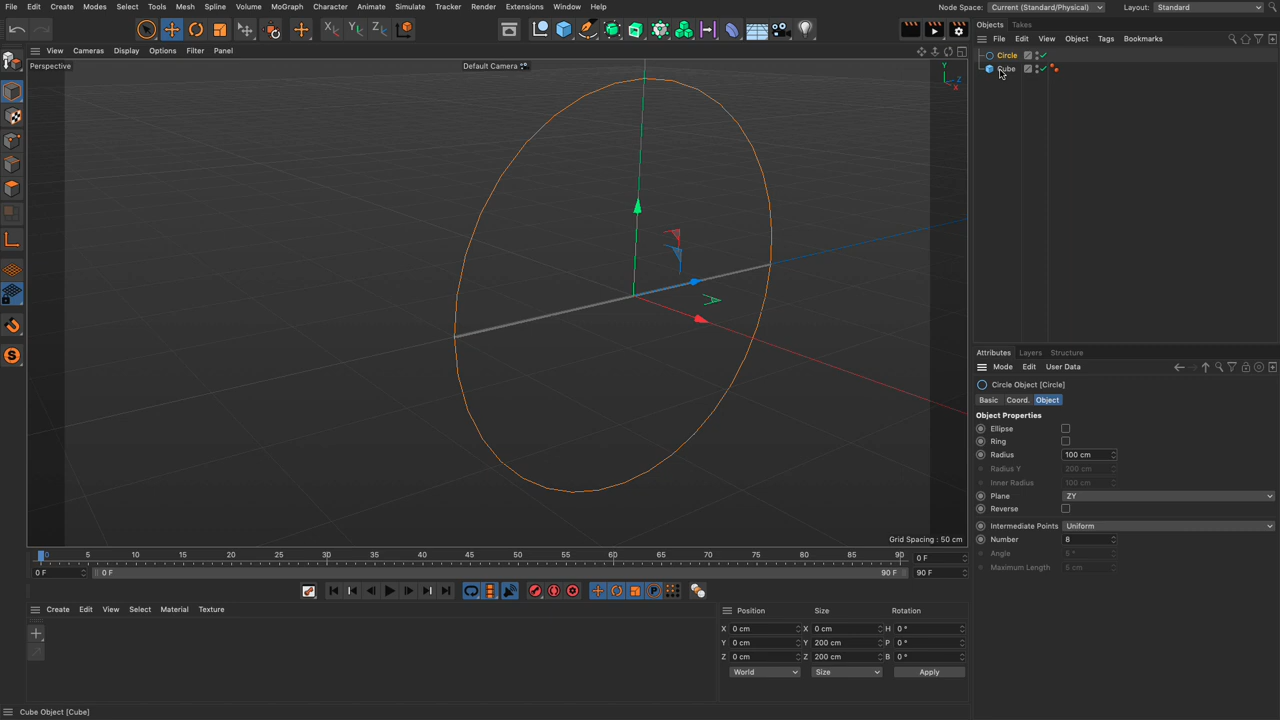 File Edit Create Modes Select Tools Mesh Spline Volume MoGraph Character Animate Simulate Tracker Render Extensions Window Help Node Space: Current (Standard/Physical) Layout: Standard
Objects Takes
File Edit View Object Tags Bookmarks
View Cameras Display Options Filter Panel
Perspective Default Camera
Y Z X
Circle
Cube
Grid Spacing : 50 cm
Attributes Layers Structure
Mode Edit User Data
Circle Object [Circle]
Basic Coord. Object
Object Properties
Ellipse
Ring
Radius 100 cm
Radius Y 200 cm
Inner Radius 100 cm
Plane ZY
Reverse
Intermediate Points Uniform
Number 8
Angle 5 °
Maximum Length 5 cm
0 5 10 15 20 25 30 35 40 45 50 55 60 65 70 75 80 85 90 0 F
0 F 0 F 90 F 90 F
Create Edit View Select Material Texture
Position Size Rotation
X 0 cm X 0 cm H 0 °
Y 0 cm Y 200 cm P 0 °
Z 0 cm Z 200 cm B 0 °
World Size Apply
Cube Object [Cube]